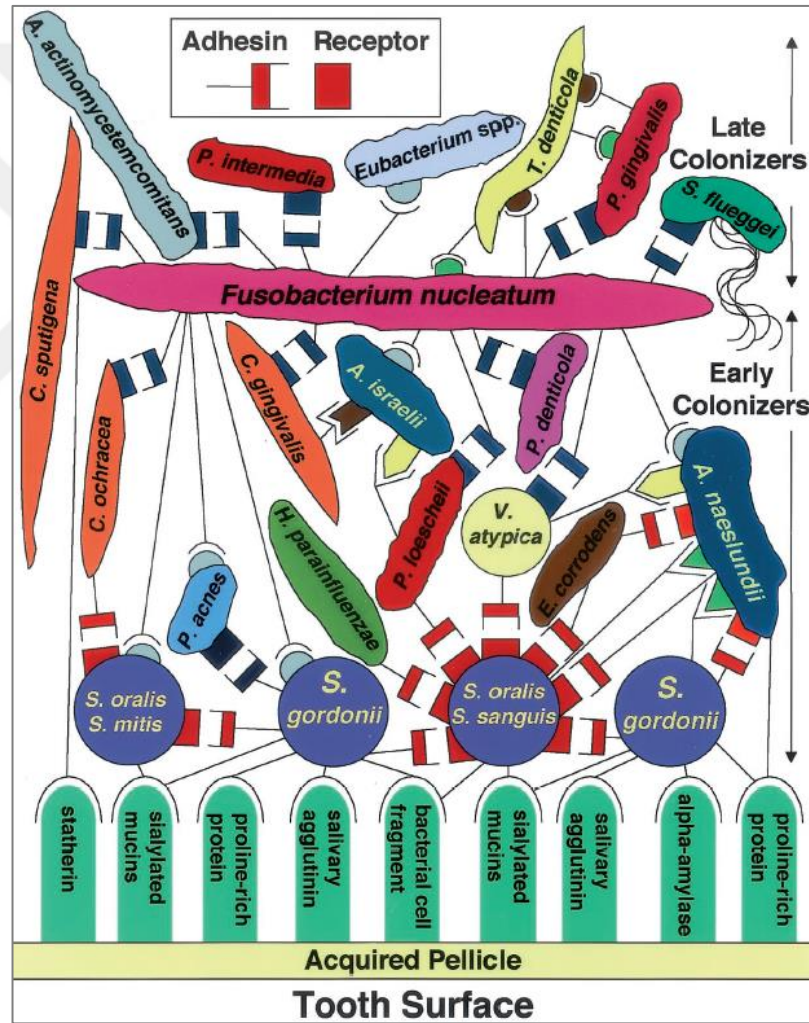 Adhesin Receptor
A. actinomycetemcomitans
P. intermedia
Eubacterium spp.
T. denticola
P. gingivalis
Late
Colonizers
S. flueggei
C. sputigena
Fusobacterium nucleatum
Early
Colonizers
C. ochracea
C. gingivalis
A. israelii
P. denticola
P. loescheii
V.
atypica
E. corrodens
A. naeslundii
H. parainfluenzae
P. acnes
S. oralis
S. mitis
S.
gordonii
S. oralis
S. sanguis
S.
gordonii
statherin
sialylated
mucins
proline-rich
protein
salivary
agglutinin
bacterial cell
fragment
sialylated
mucins
salivary
agglutinin
alpha-amylase
proline-rich
protein
Acquired Pellicle
Tooth Surface